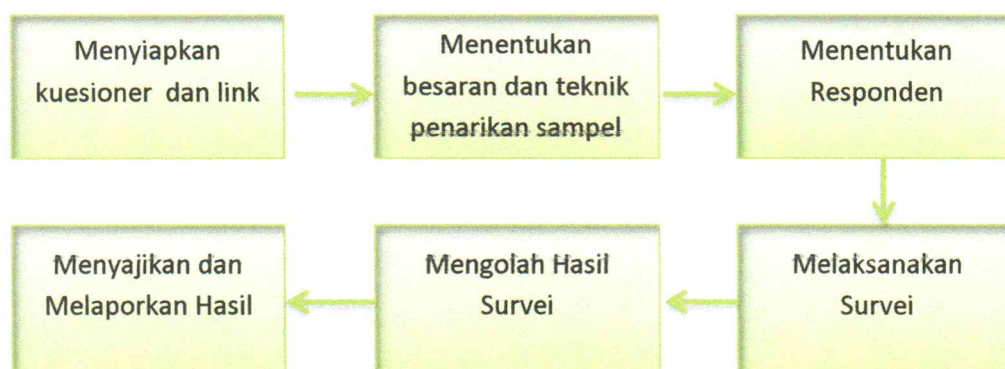 Menyiapkan
kuesioner dan link
Menentukan
besaran dan teknik
penarikan sampel
Menentukan
Responden
Melaksanakan
Survei
Mengolah Hasil
Survei
Menyajikan dan
Melaporkan Hasil